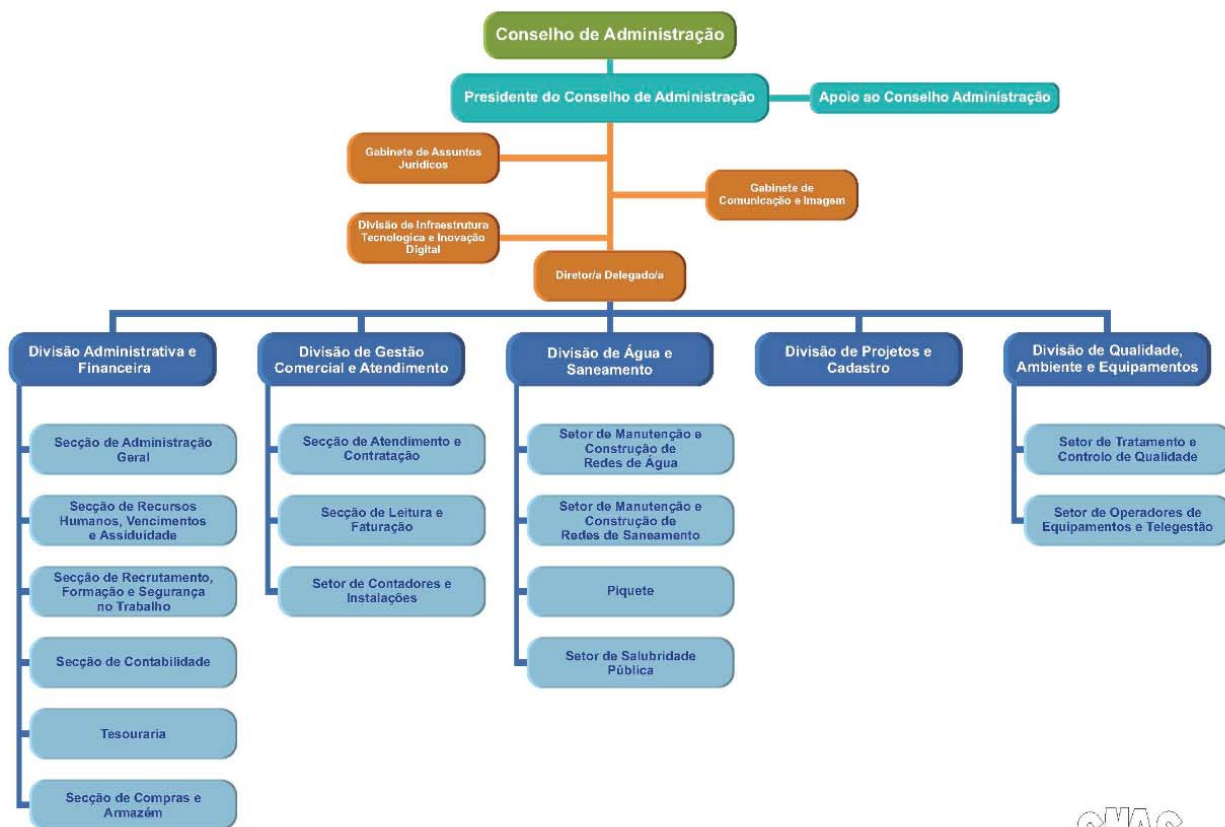 Conselho de Administração
Presidente do Conselho de Administração
Apoio ao Conselho Administração
Gabinete de Assuntos
Jurídicos
Gabinete de
Comunicação e Imagem
Divisão de Infraestrutura
Tecnologica e Inovação
Digital
Diretor/a Delegado/a
Divisão Administrativa e
Financeira
Divisão de Gestão
Comercial e Atendimento
Divisão de Água e
Saneamento
Divisão de Projetos e
Cadastro
Divisão de Qualidade,
Ambiente e Equipamentos
Secção de Administração
Geral
Secção de Recursos
Humanos, Vencimentos
e Assiduidade
Secção de Recrutamento,
Formação e Segurança
no Trabalho
Secção de Contabilidade
Tesouraria
Secção de Compras e
Armazém
Secção de Atendimento e
Contratação
Secção de Leitura e
Faturação
Setor de Contadores e
Instalações
Setor de Manutenção e
Construção de
Redes de Água
Setor de Manutenção e
Construção de
Redes de Saneamento
Piquete
Setor de Salubridade
Pública
Setor de Tratamento e
Controlo de Qualidade
Setor de Operadores de
Equipamentos e Telegestão
SMAS